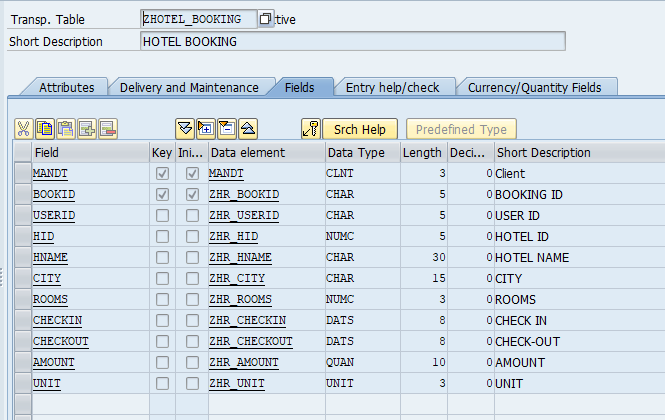 Transp. Table ZHOTEL_BOOKING tive
Short Description HOTEL BOOKING
Attributes Delivery and Maintenance Fields Entry help/check Currency/Quantity Fields
Srch Help Predefined Type
Field Key Ini... Data element Data Type Length Deci... Short Description
MANDT MANDT CLNT 3 0 Client
BOOKID ZHR_BOOKID CHAR 5 0 BOOKING ID
USERID ZHR_USERID CHAR 5 0 USER ID
HID ZHR_HID NUMC 5 0 HOTEL ID
HNAME ZHR_HNAME CHAR 30 0 HOTEL NAME
CITY ZHR_CITY CHAR 15 0 CITY
ROOMS ZHR_ROOMS NUMC 3 0 ROOMS
CHECKIN ZHR_CHECKIN DATS 8 0 CHECK IN
CHECKOUT ZHR_CHECKOUT DATS 8 0 CHECK-OUT
AMOUNT ZHR_AMOUNT QUAN 10 0 AMOUNT
UNIT ZHR_UNIT UNIT 3 0 UNIT